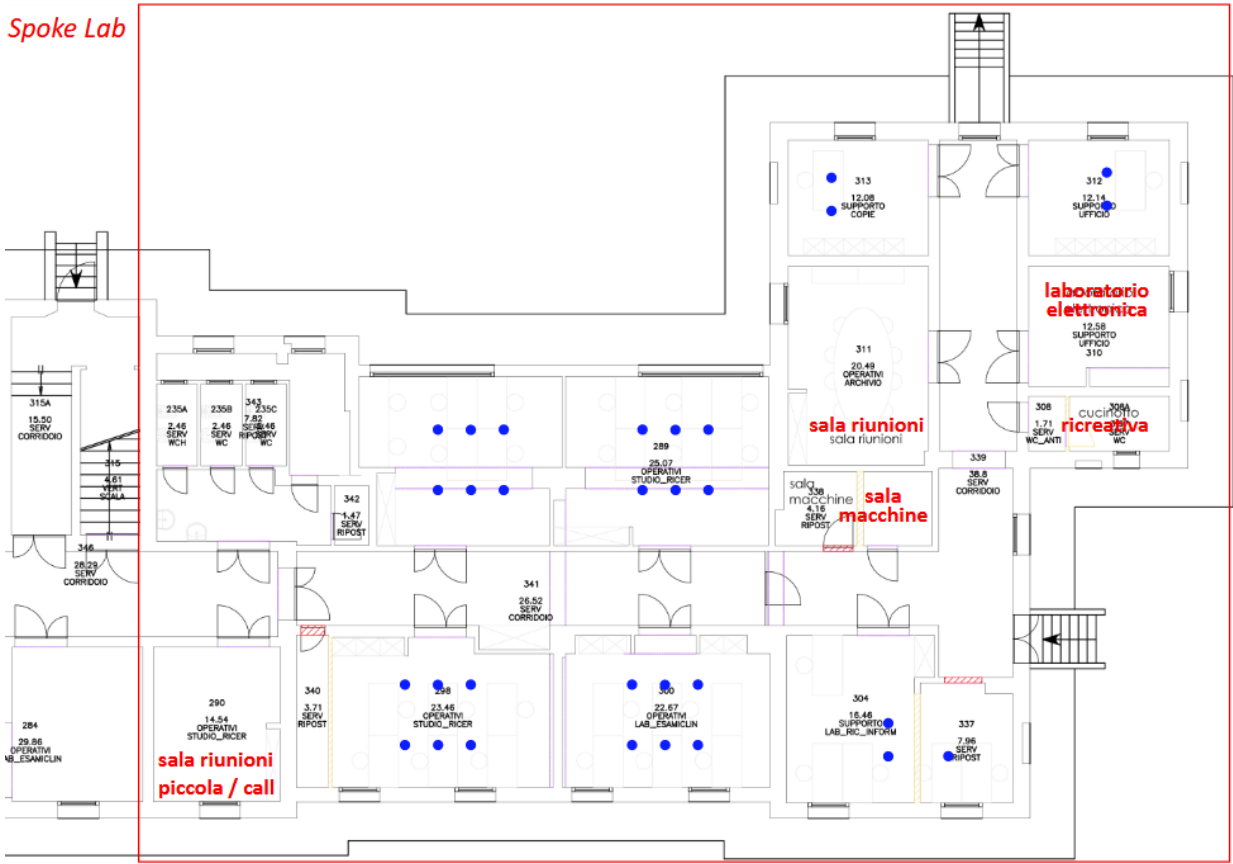 Spoke Lab
313
12.08
SUPPORTO
COPIE
312
12.14
SUPPORTO
UFFICIO
laboratorio
elettronica
12.58
SUPPORTO
UFFICIO
310
311
20.49
OPERATIVI
ARCHIVIO
sala riunioni
sala riunioni
308
1.71
SERV
WC_ANTI
cucinotto
308A
ricreativa
SERV
WC
339
38.8
SERV
CORRIDOIO
315A
15.50
SERV
CORRIDOIO
315
4.61
VERT
SCALA
235A
2.46
SERV
WCH
235B
2.46
SERV
WC
343
7.82
SERV
RIPOST
235C
SERV
WC
289
25.07
OPERATIVI
STUDIO_RICER
342
1.47
SERV
RIPOST
sala
macchine
338
4.16
SERV
RIPOST
sala
macchine
346
28.29
SERV
CORRIDOIO
341
26.52
SERV
CORRIDOIO
284
29.86
OPERATIVI
AB_ESAMICLIN
290
14.54
OPERATIVI
STUDIO_RICER
sala riunioni
piccola / call
340
3.71
SERV
RIPOST
298
23.46
OPERATIVI
STUDIO_RICER
300
22.67
OPERATIVI
LAB_ESAMICLIN
304
16.46
SUPPORTO
LAB_RIC_INFORM
337
7.96
SERV
RIPOST